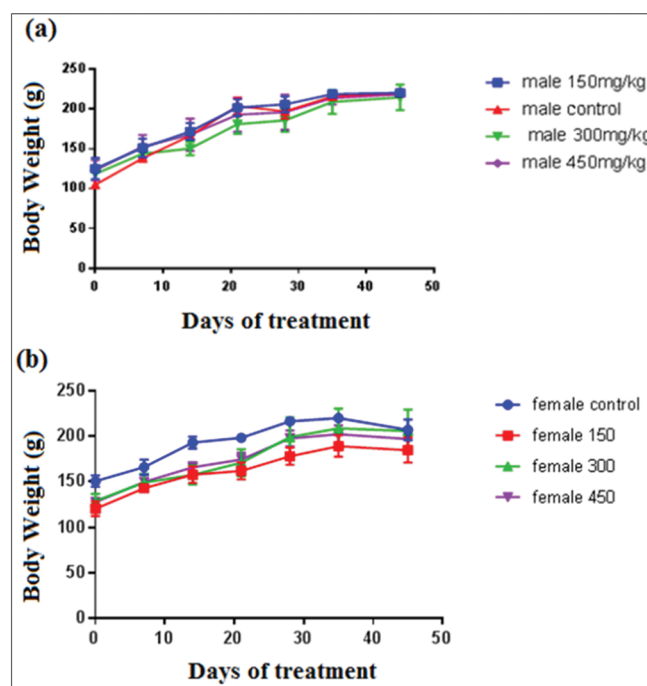 (a)
250
200
150
100
50
0
Body Weight (g)
0 10 20 30 40 50
Days of treatment
male 150mg/kg
male control
male 300mg/kg
male 450mg/kg
(b)
250
200
150
100
50
0
Body Weight (g)
0 10 20 30 40 50
Days of treatment
female control
female 150
female 300
female 450